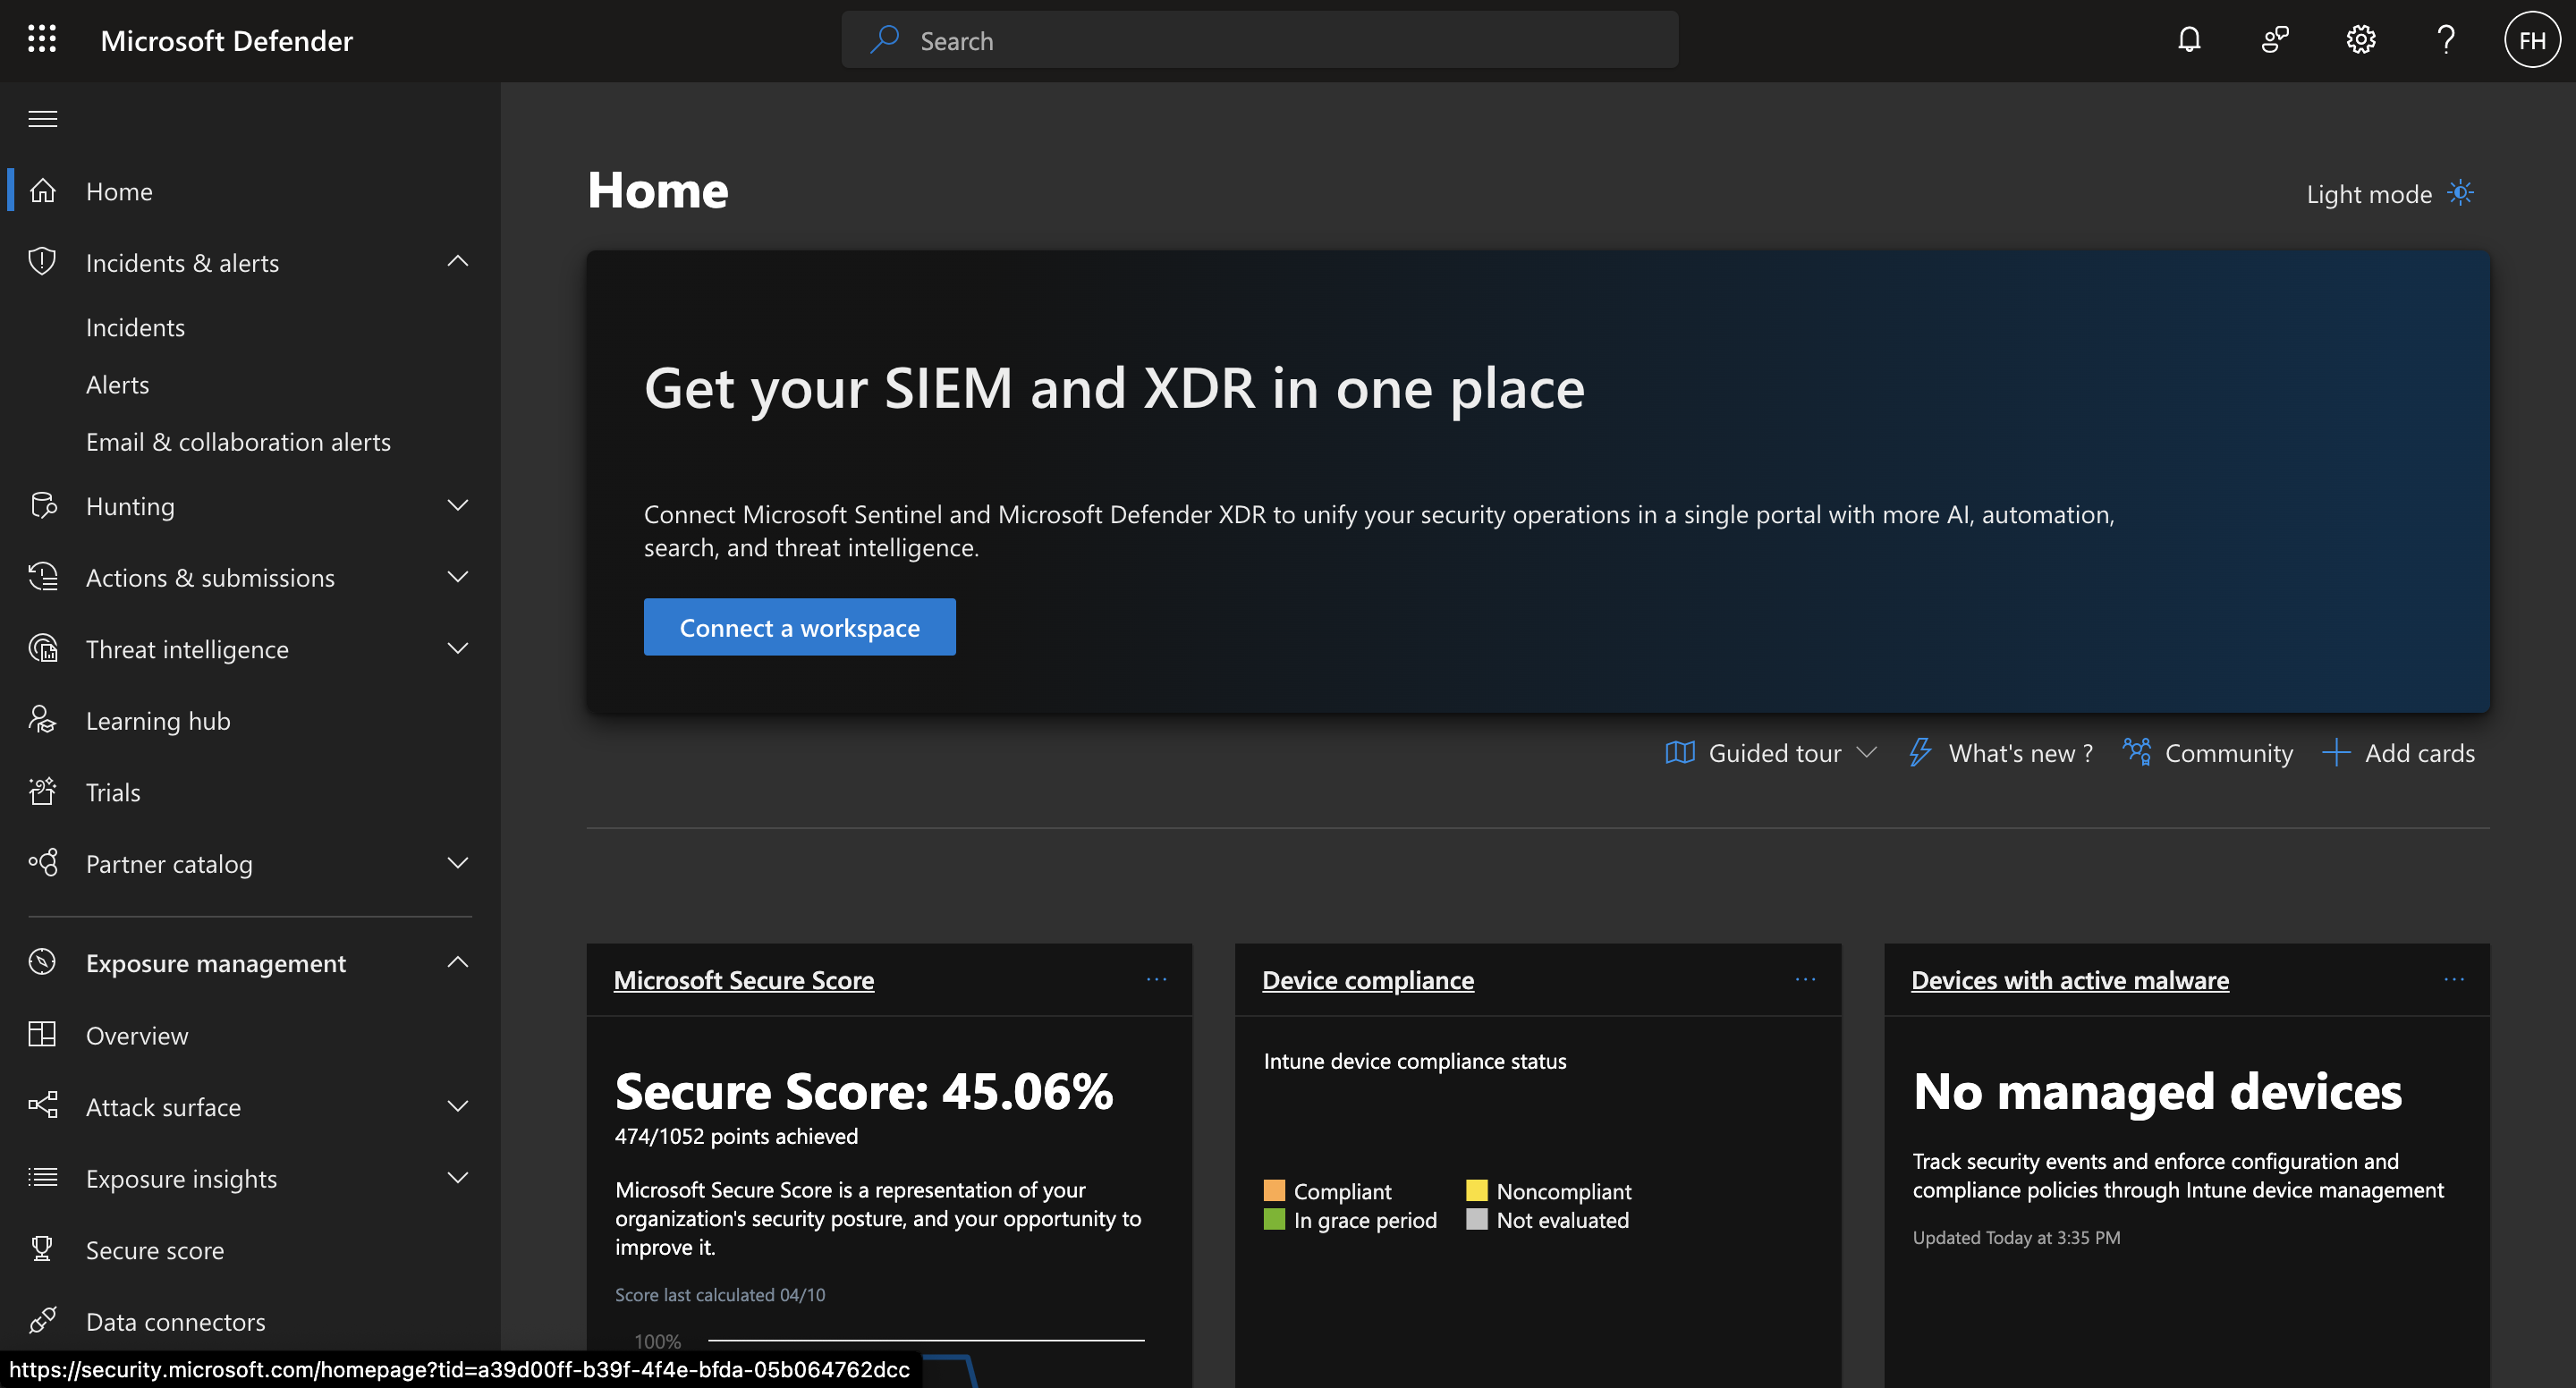 Microsoft Defender
Search
FH
Home
Incidents & alerts
Incidents
Alerts
Email & collaboration alerts
Hunting
Actions & submissions
Threat intelligence
Learning hub
Trials
Partner catalog
Exposure management
Overview
Attack surface
Exposure insights
Secure score
Data connectors
Home
Light mode
Get your SIEM and XDR in one place
Connect Microsoft Sentinel and Microsoft Defender XDR to unify your security operations in a single portal with more AI, automation,
search, and threat intelligence.
Connect a workspace
Guided tour
What's new ?
Community
Add cards
Microsoft Secure Score
Secure Score: 45.06%
474/1052 points achieved
Microsoft Secure Score is a representation of your
organization's security posture, and your opportunity to
improve it.
Score last calculated 04/10
100%
Device compliance
Intune device compliance status
Compliant
Noncompliant
In grace period
Not evaluated
Devices with active malware
No managed devices
Track security events and enforce configuration and
compliance policies through Intune device management
Updated Today at 3:35 PM
https://security.microsoft.com/homepage?tid=a39d00ff-b39f-4f4e-bfda-05b064762dcc